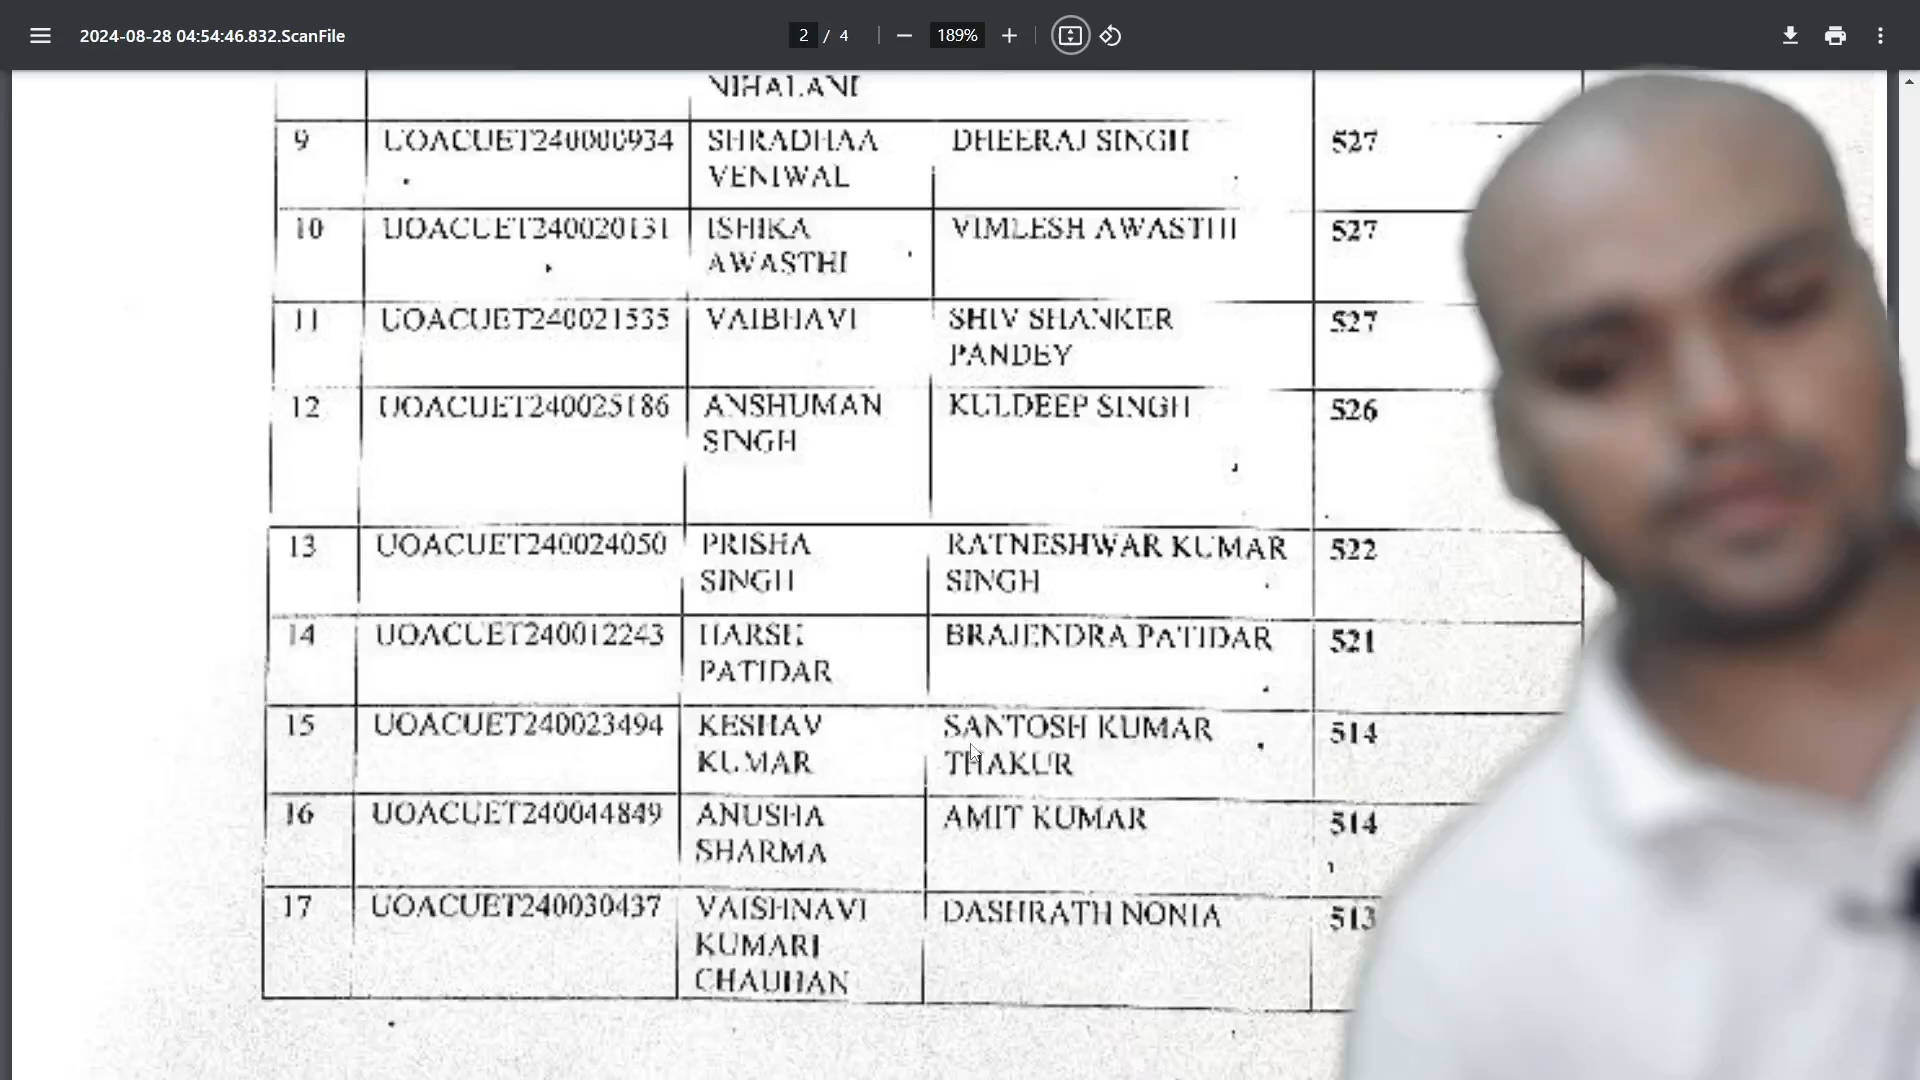 2024-08-28 04:54:46.832.ScanFile
2 / 4
189%
NIHALANI
9 UOACUET240000934 SHRADHAA DHEERAJ SINGH 527
VENIWAL
10 UOACUET240020131 ISHIKA VIMLESH AWASTHI 527
AWASTHI
11 UOACUET240021535 VAIBHAVI SHIV SHANKER 527
PANDEY
12 UOACUET240025186 ANSHUMAN KULDEEP SINGH 526
SINGH
13 UOACUET240024050 PRISHA RATNESHWAR KUMAR 522
SINGH SINGH
14 UOACUET240012243 HARSH BRAJENDRA PATIDAR 521
PATIDAR
15 UOACUET240023494 KESHAV SANTOSH KUMAR 514
KUMAR THAKUR
16 UOACUET240044849 ANUSHA AMIT KUMAR 514
SHARMA
17 UOACUET240030437 VAISHNAVI DASHRATH NONIA 513
KUMARI
CHAUHAN